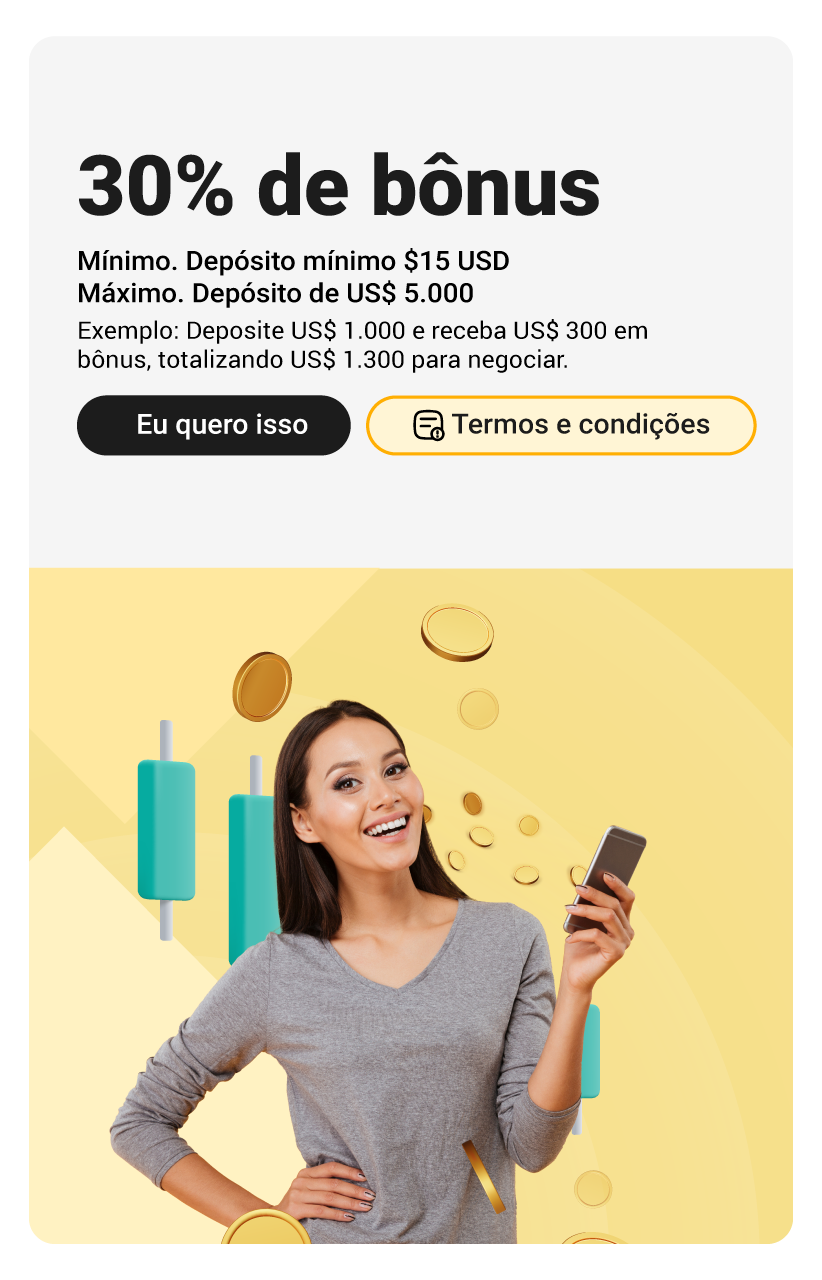 30% de bônus
Mínimo. Depósito mínimo $15 USD
Máximo. Depósito de US$ 5.000
Exemplo: Deposite US$ 1.000 e receba US$ 300 em
bônus, totalizando US$ 1.300 para negociar.
Eu quero isso
Termos e condições